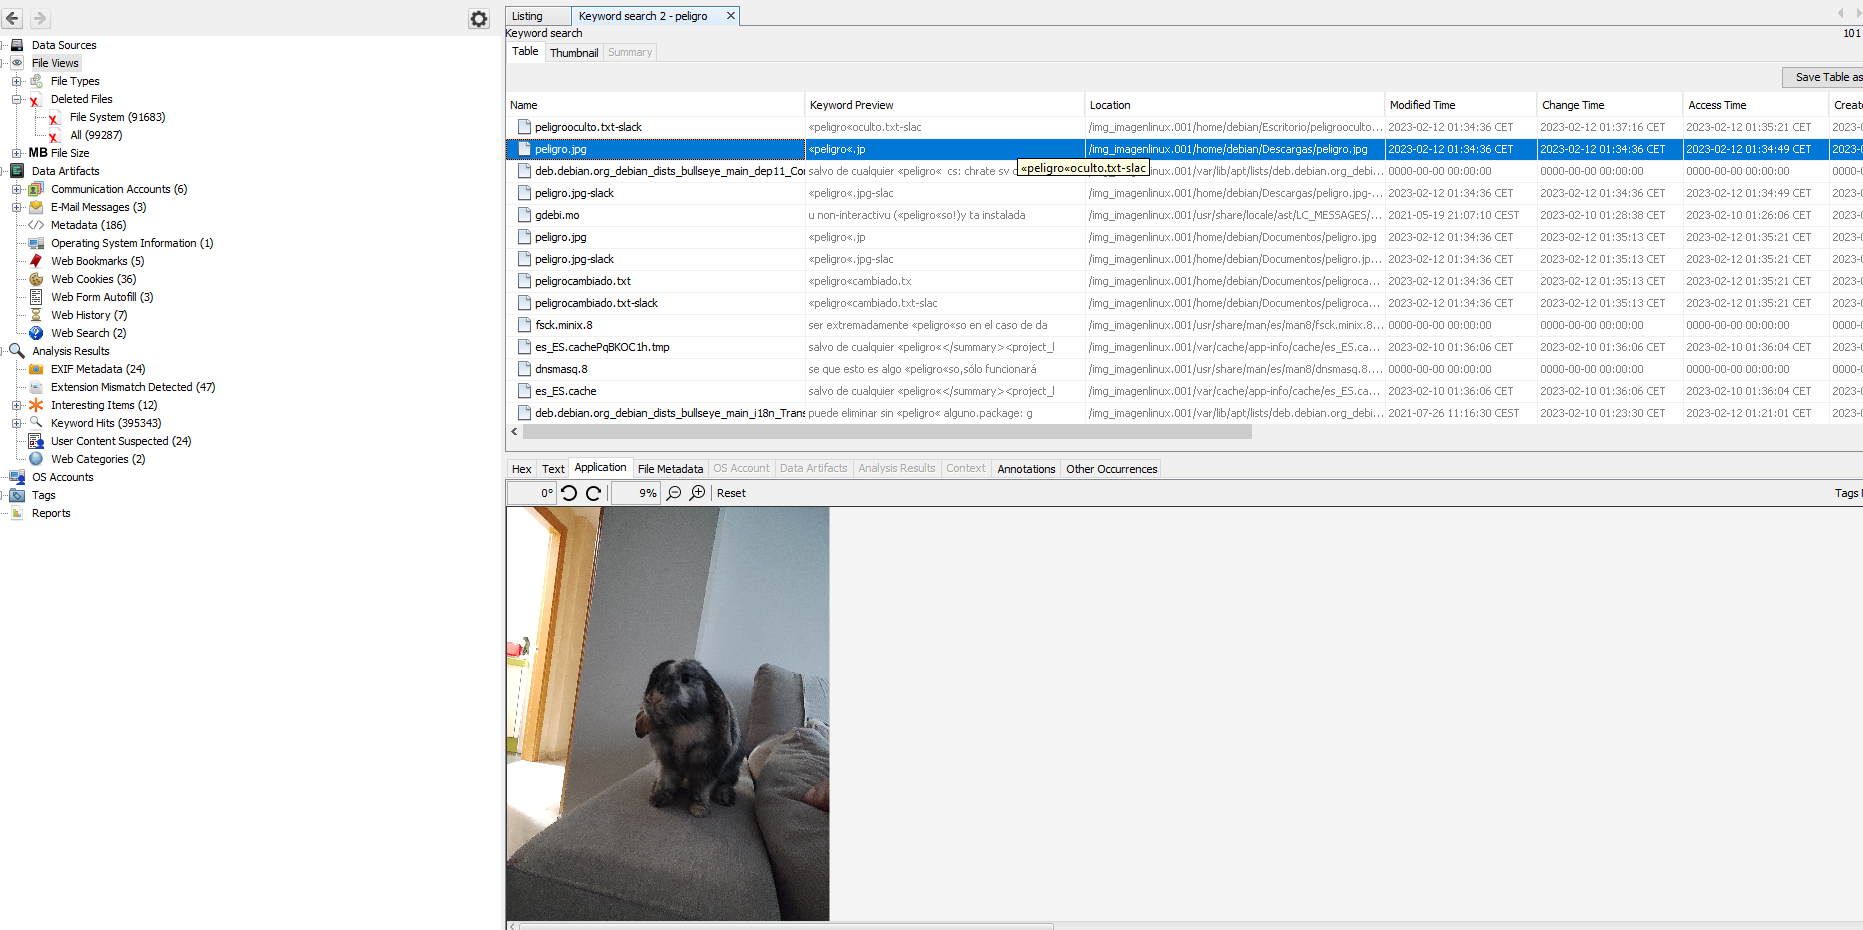 Listing
Keyword search 2 - peligro
Keyword search
101
Table Thumbnail Summary
Save Table as
Data Sources
File Views
File Types
Deleted Files
File System (91683)
All (99287)
MB File Size
Data Artifacts
Communication Accounts (6)
E-Mail Messages (3)
Metadata (186)
Operating System Information (1)
Web Bookmarks (5)
Web Cookies (36)
Web Form Autofill (3)
Web History (7)
Web Search (2)
Analysis Results
EXIF Metadata (24)
Extension Mismatch Detected (47)
Interesting Items (12)
Keyword Hits (395343)
User Content Suspected (24)
Web Categories (2)
OS Accounts
Tags
Reports
Name Keyword Preview Location Modified Time Change Time Access Time Create
peligrooculto.txt-slack «peligro«oculto.txt-slac /img_imagenlinux.001/home/debian/Escritorio/peligrooculto... 2023-02-12 01:34:36 CET 2023-02-12 01:37:16 CET 2023-02-12 01:35:21 CET 2023-0
peligro.jpg «peligro«.jp /img_imagenlinux.001/home/debian/Descargas/peligro.jpg 2023-02-12 01:34:36 CET 2023-02-12 01:34:36 CET 2023-02-12 01:34:49 CET 2023-0
«peligro«oculto.txt-slac
deb.debian.org_debian_dists_bullseye_main_dep11_Co salvo de cualquier «peligro« cs: chrate sv /img_imagenlinux.001/var/lib/apt/lists/deb.debian.org_debi... 0000-00-00 00:00:00 0000-00-00 00:00:00 0000-00-00 00:00:00 0000-0
peligro.jpg-slack «peligro«.jpg-slac /img_imagenlinux.001/home/debian/Descargas/peligro.jpg-... 2023-02-12 01:34:36 CET 2023-02-12 01:34:36 CET 2023-02-12 01:34:49 CET 2023-0
gdebi.mo u non-interactivu («peligro«so!)y ta instalada /img_imagenlinux.001/usr/share/locale/ast/LC_MESSAGES/... 2021-05-19 21:07:10 CEST 2023-02-10 01:28:38 CET 2023-02-10 01:26:06 CET 2023-0
peligro.jpg «peligro«.jp /img_imagenlinux.001/home/debian/Documentos/peligro.jpg 2023-02-12 01:34:36 CET 2023-02-12 01:35:13 CET 2023-02-12 01:35:21 CET 2023-0
peligro.jpg-slack «peligro«.jpg-slac /img_imagenlinux.001/home/debian/Documentos/peligro.jp... 2023-02-12 01:34:36 CET 2023-02-12 01:35:13 CET 2023-02-12 01:35:21 CET 2023-0
peligrocambiado.txt «peligro«cambiado.tx /img_imagenlinux.001/home/debian/Documentos/peligroca... 2023-02-12 01:34:36 CET 2023-02-12 01:35:13 CET 2023-02-12 01:35:21 CET 2023-0
peligrocambiado.txt-slack «peligro«cambiado.txt-slac /img_imagenlinux.001/home/debian/Documentos/peligroca... 2023-02-12 01:34:36 CET 2023-02-12 01:35:13 CET 2023-02-12 01:35:21 CET 2023-0
fsck.minix.8 ser extremadamente «peligro«so en el caso de da /img_imagenlinux.001/usr/share/man/es/man8/fsck.minix.8... 0000-00-00 00:00:00 0000-00-00 00:00:00 0000-00-00 00:00:00 0000-0
es_ES.cachePqBKOC1h.tmp salvo de cualquier «peligro«</summary><project_l /img_imagenlinux.001/var/cache/app-info/cache/es_ES.ca... 2023-02-10 01:36:06 CET 2023-02-10 01:36:06 CET 2023-02-10 01:36:04 CET 2023-0
dnsmasq.8 se que esto es algo «peligro«so,sólo funcionará /img_imagenlinux.001/usr/share/man/es/man8/dnsmasq.8.... 0000-00-00 00:00:00 0000-00-00 00:00:00 0000-00-00 00:00:00 0000-0
es_ES.cache salvo de cualquier «peligro«</summary><project_l /img_imagenlinux.001/var/cache/app-info/cache/es_ES.ca... 2023-02-10 01:36:06 CET 2023-02-10 01:36:06 CET 2023-02-10 01:36:04 CET 2023-0
deb.debian.org_debian_dists_bullseye_main_i18n_Trans puede eliminar sin «peligro« alguno.package: g /img_imagenlinux.001/var/lib/apt/lists/deb.debian.org_debi... 2021-07-26 11:16:30 CEST 2023-02-10 01:23:30 CET 2023-02-12 01:21:01 CET 2023-0
Hex Text Application File Metadata OS Account Data Artifacts Analysis Results Context Annotations Other Occurrences
0° 9% Reset
Tags